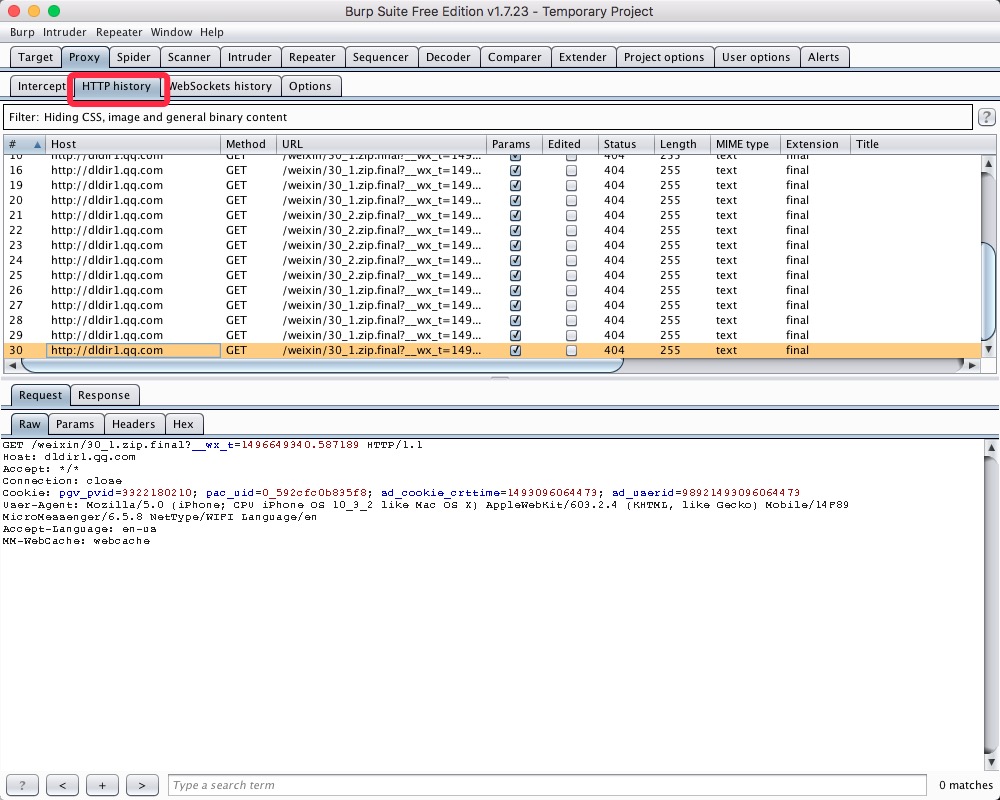 Burp Suite Free Edition v1.7.23 - Temporary Project
Burp Intruder Repeater Window Help
Target Proxy Spider Scanner Intruder Repeater Sequencer Decoder Comparer Extender Project options User options Alerts
Intercept HTTP history WebSockets history Options
Filter: Hiding CSS, image and general binary content ?
# Host Method URL Params Edited Status Length MIME type Extension Title
http://dldir1.qq.com GET /weixin/30_1.zip.final?__wx_t=149... 404 255 text final
16 http://dldir1.qq.com GET /weixin/30_1.zip.final?__wx_t=149... 404 255 text final
19 http://dldir1.qq.com GET /weixin/30_1.zip.final?__wx_t=149... 404 255 text final
20 http://dldir1.qq.com GET /weixin/30_1.zip.final?__wx_t=149... 404 255 text final
21 http://dldir1.qq.com GET /weixin/30_2.zip.final?__wx_t=149... 404 255 text final
22 http://dldir1.qq.com GET /weixin/30_2.zip.final?__wx_t=149... 404 255 text final
23 http://dldir1.qq.com GET /weixin/30_2.zip.final?__wx_t=149... 404 255 text final
24 http://dldir1.qq.com GET /weixin/30_2.zip.final?__wx_t=149... 404 255 text final
25 http://dldir1.qq.com GET /weixin/30_2.zip.final?__wx_t=149... 404 255 text final
26 http://dldir1.qq.com GET /weixin/30_1.zip.final?__wx_t=149... 404 255 text final
27 http://dldir1.qq.com GET /weixin/30_1.zip.final?__wx_t=149... 404 255 text final
28 http://dldir1.qq.com GET /weixin/30_1.zip.final?__wx_t=149... 404 255 text final
29 http://dldir1.qq.com GET /weixin/30_1.zip.final?__wx_t=149... 404 255 text final
30 http://dldir1.qq.com GET /weixin/30_1.zip.final?__wx_t=149... 404 255 text final
Request Response
Raw Params Headers Hex
GET /weixin/30_1.zip.final?__wx_t=1496649340.587189 HTTP/1.1
Host: dldir1.qq.com
Accept: */*
Connection: close
Cookie: pgv_pvid=3322180210; pac_uid=0_592cfc0b835f8; ad_cookie_crttime=1493096064473; ad_userid=98921493096064473
User-Agent: Mozilla/5.0 (iPhone; CPU iPhone OS 10_3_2 like Mac OS X) AppleWebKit/603.2.4 (KHTML, like Gecko) Mobile/14F89
MicroMessenger/6.5.8 NetType/WIFI Language/en
Accept-Language: en-us
MM-WebCache: webcache
? < + > Type a search term 0 matches